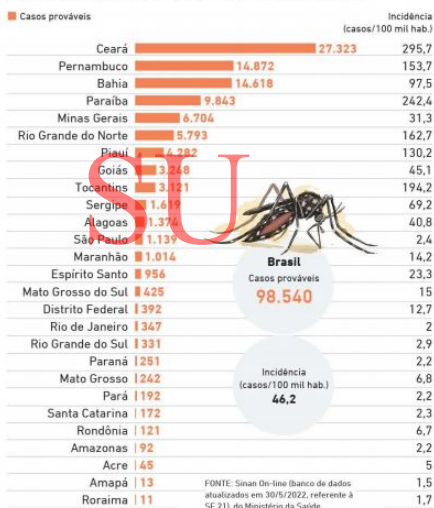 Casos prováveis
Incidência
(casos/100 mil hab.)
Ceará 27.323 295,7
Pernambuco 14.872 153,7
Bahia 14.618 97,5
Paraíba 9.843 242,4
Minas Gerais 6.704 31,3
Rio Grande do Norte 5.793 162,7
Piauí 4.282 130,2
Goiás 3.248 45,1
Tocantins 3.121 194,2
Sergipe 1.619 69,2
Alagoas 1.374 40,8
São Paulo 1.139 2,4
Maranhão 1.014 14,2
Espírito Santo 956 23,3
Mato Grosso do Sul 425 15
Distrito Federal 392 12,7
Rio de Janeiro 347 2
Rio Grande do Sul 331 2,9
Paraná 251 2,2
Mato Grosso 242 6,8
Pará 192 2,2
Santa Catarina 172 2,3
Rondônia 121 6,7
Amazonas 92 2,2
Acre 45 5
Amapá 13 1,5
Roraima 11 1,7
SU
Brasil
Casos prováveis
98.540
Incidência
(casos/100 mil hab.)
46,2
FONTE: Sinan On-line (banco de dados
atualizados em 30/5/2022, referente à
SE 21), do Ministério da Saúde